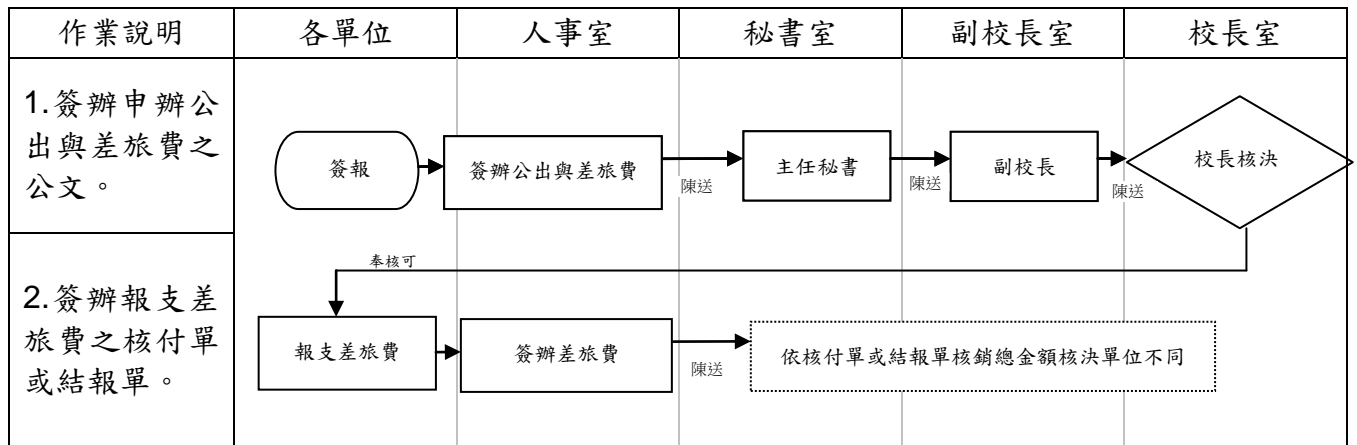 作業說明 各單位 人事室 秘書室 副校長室 校長室
1.簽辦申辦公
出與差旅費之
公文。
簽報
簽辦公出與差旅費
陳送
主任秘書
陳送
副校長
陳送
校長核決
奉核可
2.簽辦報支差
旅費之核付單
或結報單。
報支差旅費
簽辦差旅費
陳送
依核付單或結報單核銷總金額核決單位不同